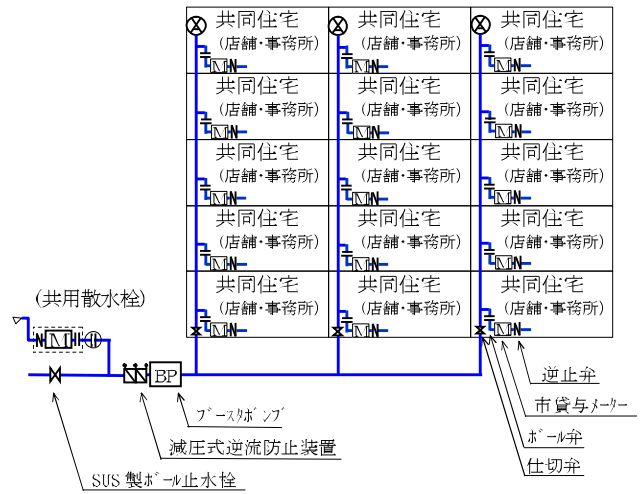 共同住宅 共同住宅 共同住宅
(店舗・事務所) (店舗・事務所) (店舗・事務所)
M M M
共同住宅 共同住宅 共同住宅
(店舗・事務所) (店舗・事務所) (店舗・事務所)
M M M
共同住宅 共同住宅 共同住宅
(店舗・事務所) (店舗・事務所) (店舗・事務所)
M M M
共同住宅 共同住宅 共同住宅
(店舗・事務所) (店舗・事務所) (店舗・事務所)
M M M
共同住宅 共同住宅 共同住宅
(店舗・事務所) (店舗・事務所) (店舗・事務所)
M M M
(共用散水栓)
M
BP
逆止弁
市貸与メーター
ボール弁
仕切弁
ブースタポンプ
減圧式逆流防止装置
SUS製ボール止水栓